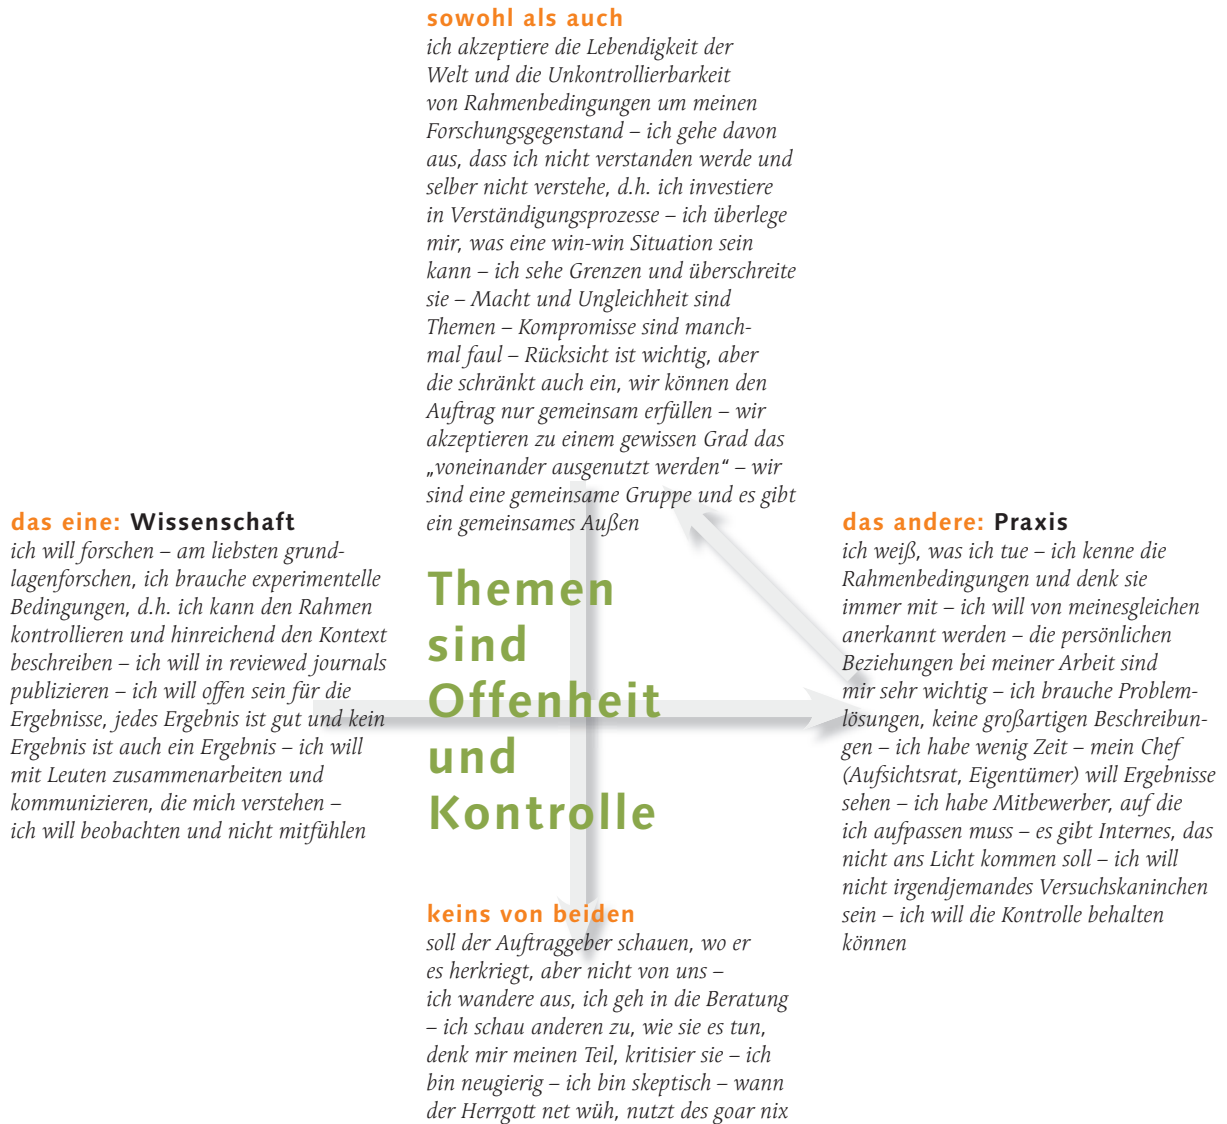 sowohl als auch
ich akzeptiere die Lebendigkeit der
Welt und die Unkontrollierbarkeit
von Rahmenbedingungen um meinen
Forschungsgegenstand – ich gehe davon
aus, dass ich nicht verstanden werde und
selber nicht verstehe, d.h. ich investiere
in Verständigungsprozesse – ich überlege
mir, was eine win-win Situation sein
kann – ich sehe Grenzen und überschreite
sie – Macht und Ungleichheit sind
Themen – Kompromisse sind manch-
mal faul – Rücksicht ist wichtig, aber
die schränkt auch ein, wir können den
Auftrag nur gemeinsam erfüllen – wir
akzeptieren zu einem gewissen Grad das
„voneinander ausgenutzt werden“ – wir
sind eine gemeinsame Gruppe und es gibt
ein gemeinsames Außen
das eine: Wissenschaft
ich will forschen – am liebsten grund-
lagenforschen, ich brauche experimentelle
Bedingungen, d.h. ich kann den Rahmen
kontrollieren und hinreichend den Kontext
beschreiben – ich will in reviewed journals
publizieren – ich will offen sein für die
Ergebnisse, jedes Ergebnis ist gut und kein
Ergebnis ist auch ein Ergebnis – ich will
mit Leuten zusammenarbeiten und
kommunizieren, die mich verstehen –
ich will beobachten und nicht mitfühlen
Themen
sind
Offenheit
und
Kontrolle
das andere: Praxis
ich weiß, was ich tue – ich kenne die
Rahmenbedingungen und denk sie
immer mit – ich will von meinesgleichen
anerkannt werden – die persönlichen
Beziehungen bei meiner Arbeit sind
mir sehr wichtig – ich brauche Problem-
lösungen, keine großartigen Beschreibun-
gen – ich habe wenig Zeit – mein Chef
(Aufsichtsrat, Eigentümer) will Ergebnisse
sehen – ich habe Mitbewerber, auf die
ich aufpassen muss – es gibt Internes, das
nicht ans Licht kommen soll – ich will
nicht irgendjemandes Versuchskaninchen
sein – ich will die Kontrolle behalten
können
keins von beiden
soll der Auftraggeber schauen, wo er
es herkriegt, aber nicht von uns –
ich wandere aus, ich geh in die Beratung
– ich schau anderen zu, wie sie es tun,
denk mir meinen Teil, kritisier sie – ich
bin neugierig – ich bin skeptisch – wann
der Herrgott net wüh, nutzt des goar nix